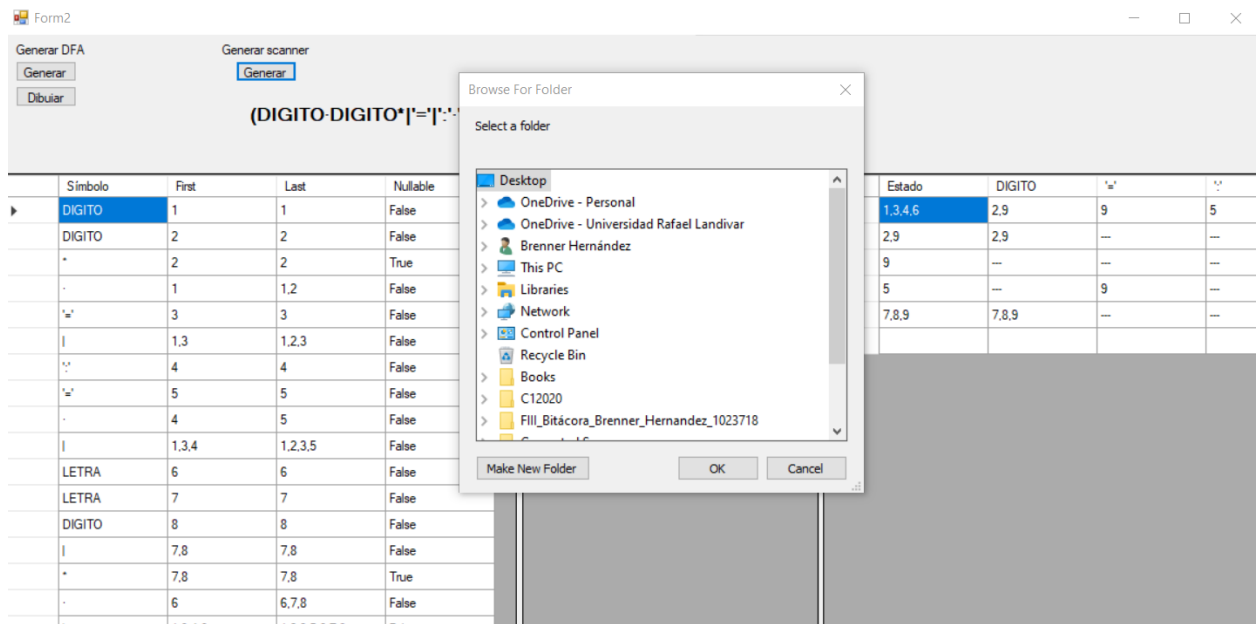 Form2
Generar DFA
Generar scanner
Generar
Generar
Dibujar
(DIGITO·DIGITO*|'='|':'·'
Browse For Folder
Select a folder
Desktop
OneDrive - Personal
OneDrive - Universidad Rafael Landivar
Brenner Hernández
This PC
Libraries
Network
Control Panel
Recycle Bin
Books
C12020
FIII_Bitácora_Brenner_Hernandez_1023718
Make New Folder
OK
Cancel
Símbolo First Last Nullable
DIGITO 1 1 False
DIGITO 2 2 False
* 2 2 True
· 1 1,2 False
'=' 3 3 False
| 1,3 1,2,3 False
':' 4 4 False
'=' 5 5 False
· 4 5 False
| 1,3,4 1,2,3,5 False
LETRA 6 6 False
LETRA 7 7 False
DIGITO 8 8 False
| 7,8 7,8 False
* 7,8 7,8 True
· 6 6,7,8 False
Estado DIGITO '=' ':'
1,3,4,6 2,9 9 5
2,9 2,9 --- ---
9 --- --- ---
5 --- 9 ---
7,8,9 7,8,9 --- ---